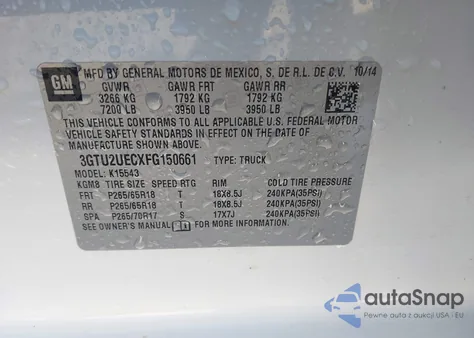 GM MFD BY GENERAL MOTORS DE MEXICO, S. DE R.L. DE C.V. 10/14
GVWR GAWR FRT GAWR RR
3266 KG 1792 KG 1792 KG
7200 LB 3950 LB 3950 LB
THIS VEHICLE CONFORMS TO ALL APPLICABLE U.S. FEDERAL MOTOR
VEHICLE SAFETY STANDARDS IN EFFECT ON THE DATE OF
MANUFACTURE SHOWN ABOVE.
3GTU2UECXFG150661 TYPE: TRUCK
MODEL: K15543
KGMB TIRE SIZE SPEED RTG RIM COLD TIRE PRESSURE
FRT P265/65R18 T 18X8.5J 240KPA(35PSI)
RR P265/65R18 T 18X8.5J 240KPA(35PSI)
SPA P265/70R17 S 17X7J 240KPA(35PSI)
SEE OWNER'S MANUAL FOR MORE INFORMATION.
autoSnap
Pewne auto z aukcji USA i EU